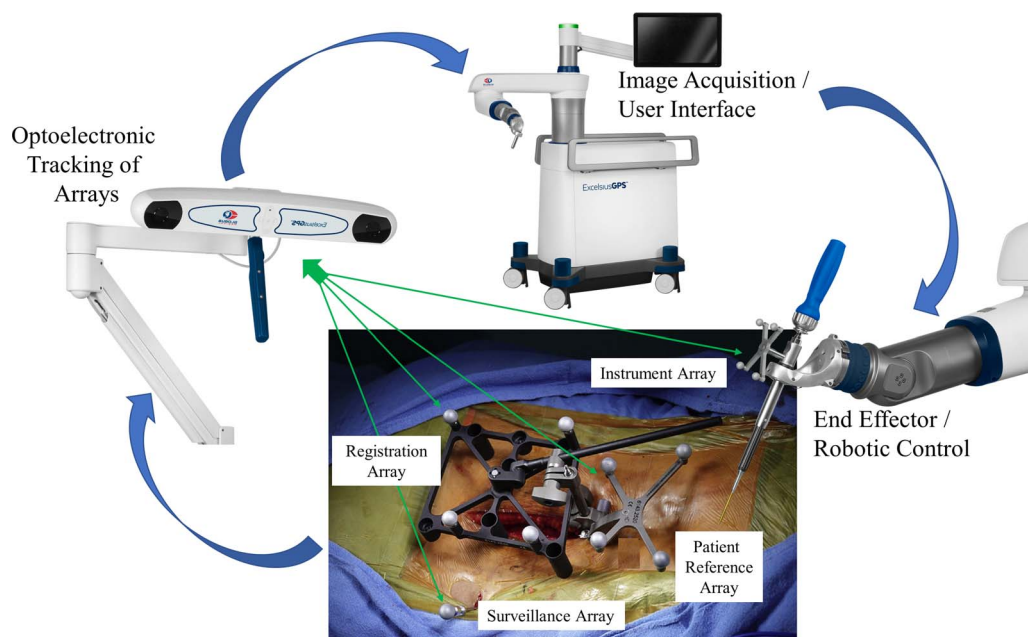 Image Acquisition /
User Interface
Optoelectronic
Tracking of
Arrays
ExcelsiusGPS
ExcelsiusGPS
Instrument Array
End Effector /
Robotic Control
Registration
Array
Patient
Reference
Array
Surveillance Array